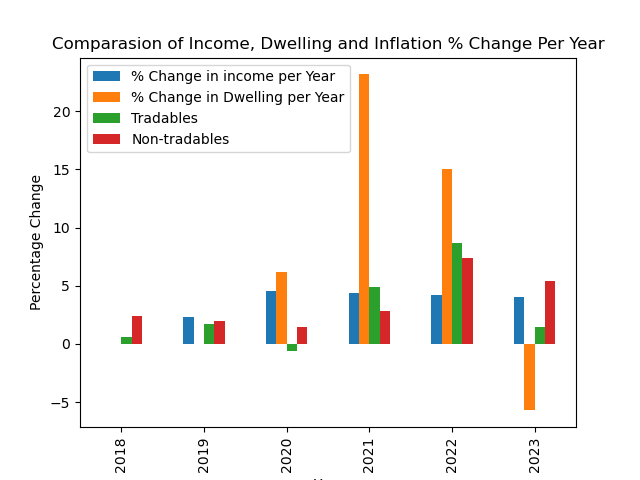 Comparasion of Income, Dwelling and Inflation % Change Per Year
% Change in income per Year
% Change in Dwelling per Year
Tradables
Non-tradables
Percentage Change
20
15
10
5
0
−5
2018
2019
2020
2021
2022
2023